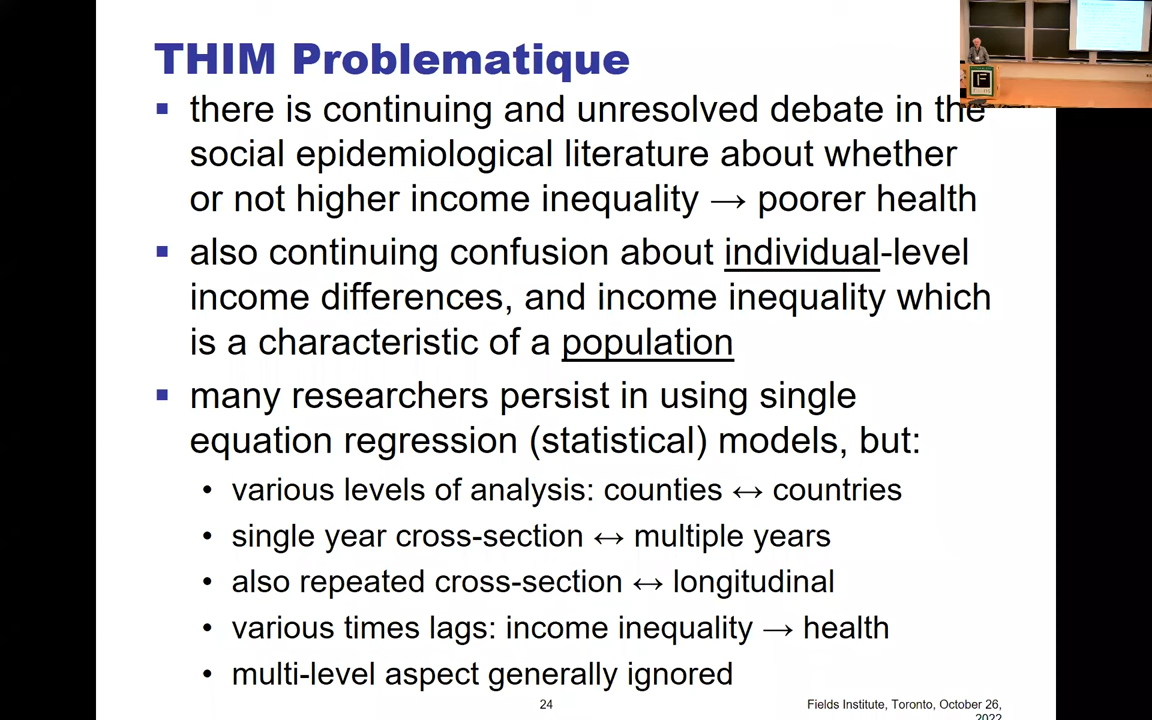 THIM Problematique
▪ there is continuing and unresolved debate in the
social epidemiological literature about whether
or not higher income inequality → poorer health
▪ also continuing confusion about individual-level
income differences, and income inequality which
is a characteristic of a population
▪ many researchers persist in using single
equation regression (statistical) models, but:
• various levels of analysis: counties ↔ countries
• single year cross-section ↔ multiple years
• also repeated cross-section ↔ longitudinal
• various times lags: income inequality → health
• multi-level aspect generally ignored
24
Fields Institute, Toronto, October 26,
2022